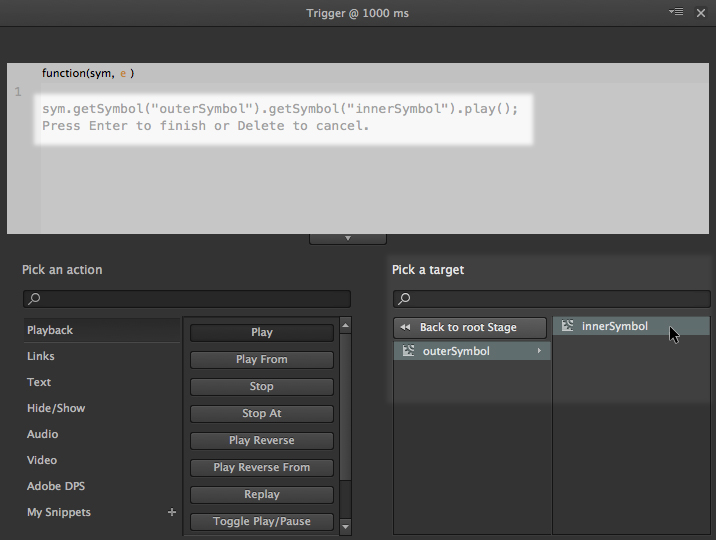 Trigger @ 1000 ms
function(sym, e )
1
sym.getSymbol("outerSymbol").getSymbol("innerSymbol").play();
Press Enter to finish or Delete to cancel.
Pick an action
Playback
Links
Text
Hide/Show
Audio
Video
Adobe DPS
My Snippets +
Play
Play From
Stop
Stop At
Play Reverse
Play Reverse From
Replay
Toggle Play/Pause
Pick a target
Back to root Stage
outerSymbol
innerSymbol